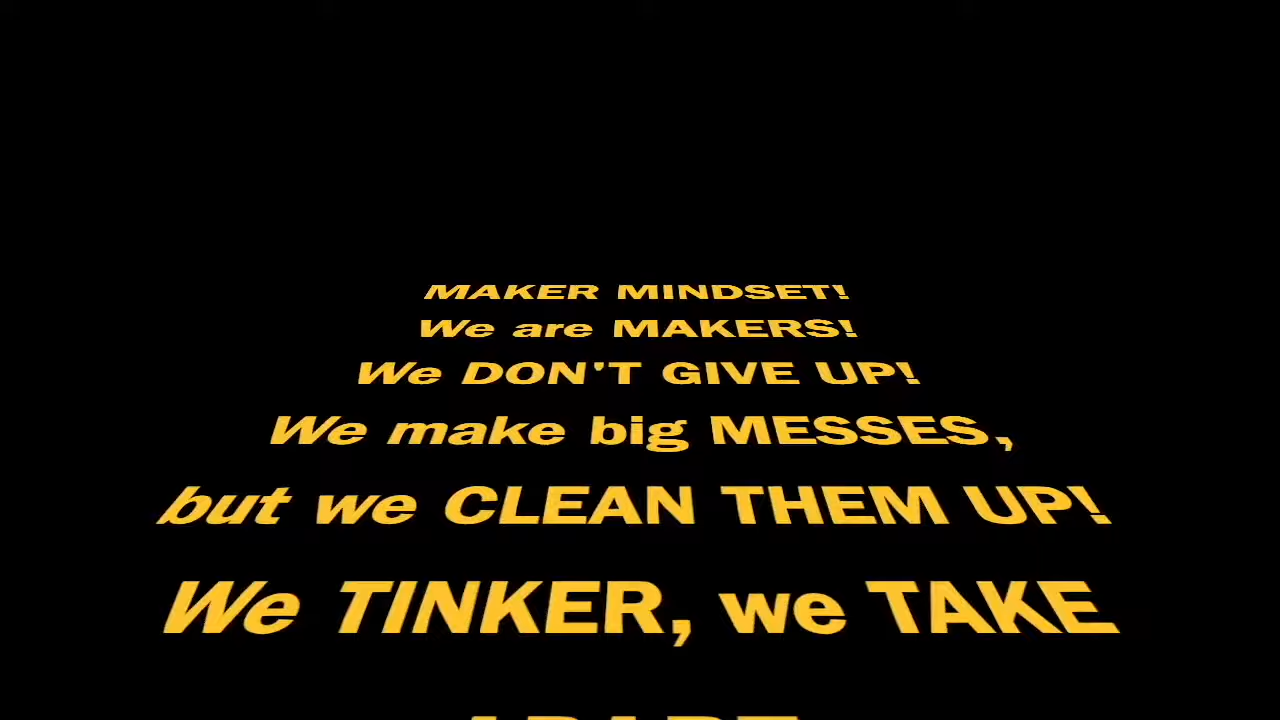 MAKER MINDSET!
We are MAKERS!
We DON'T GIVE UP!
We make big MESSES,
but we CLEAN THEM UP!
We TINKER, we TAKE